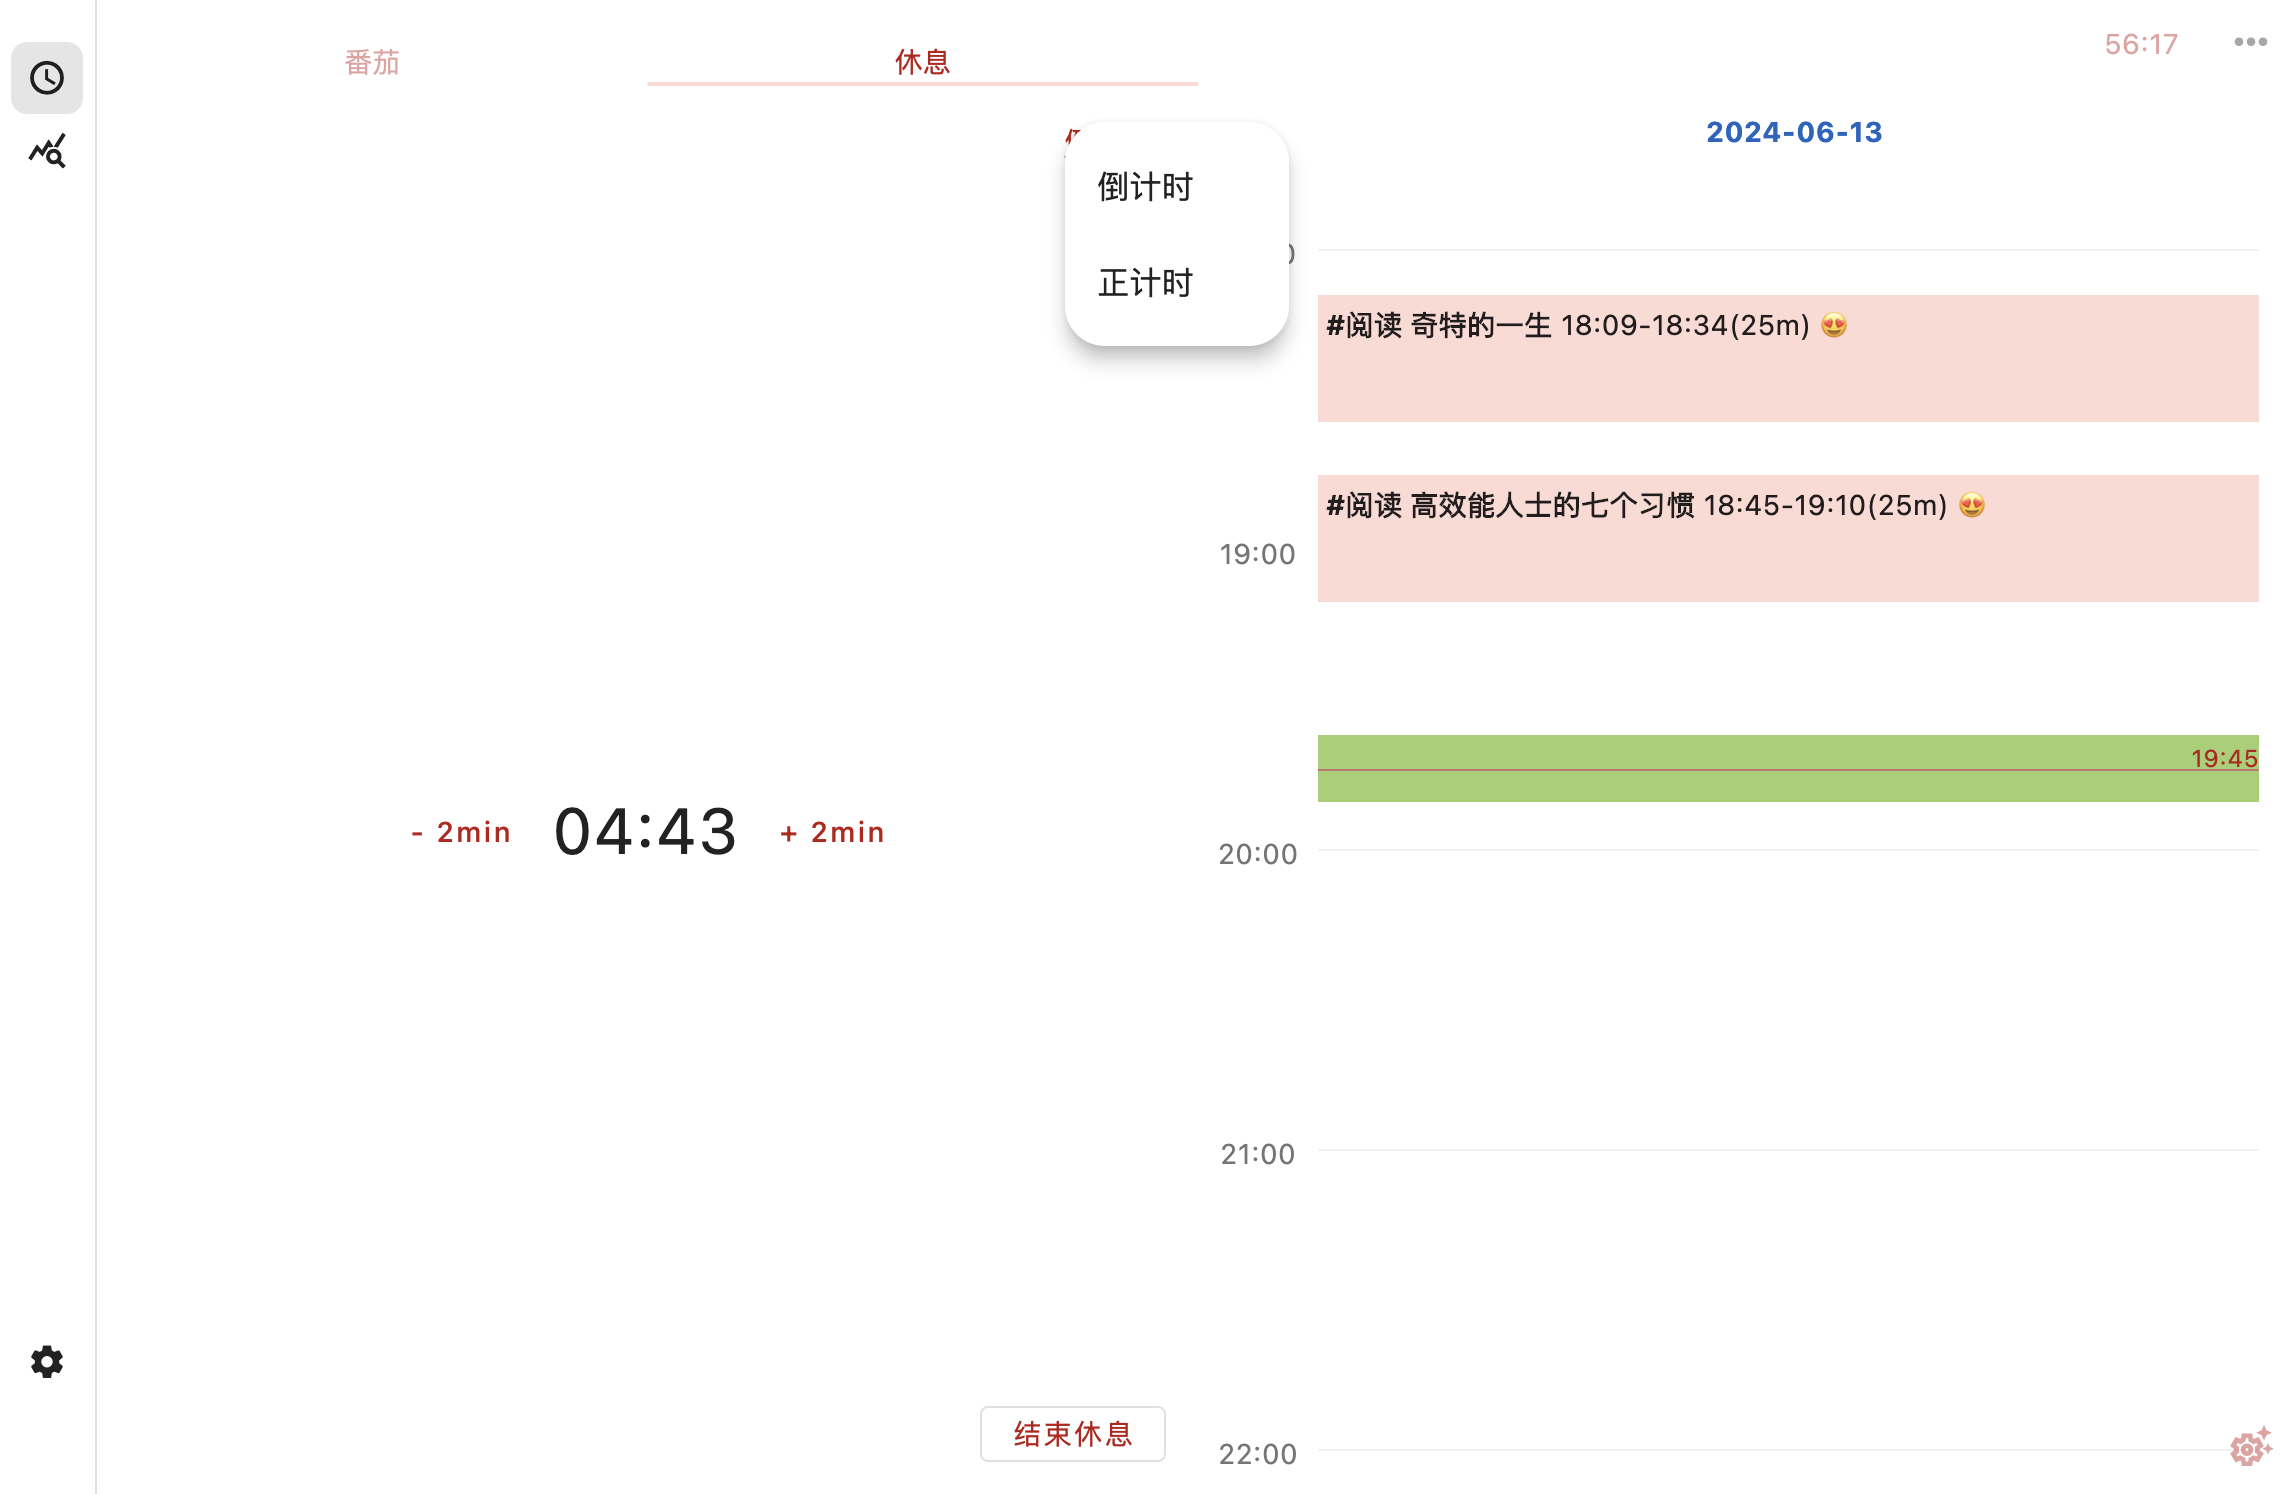 番茄
休息
56:17
2024-06-13
倒计时
正计时
#阅读 奇特的一生 18:09-18:34(25m) 😍
#阅读 高效能人士的七个习惯 18:45-19:10(25m) 😍
19:00
19:45
- 2min 04:43 + 2min
20:00
21:00
结束休息
22:00